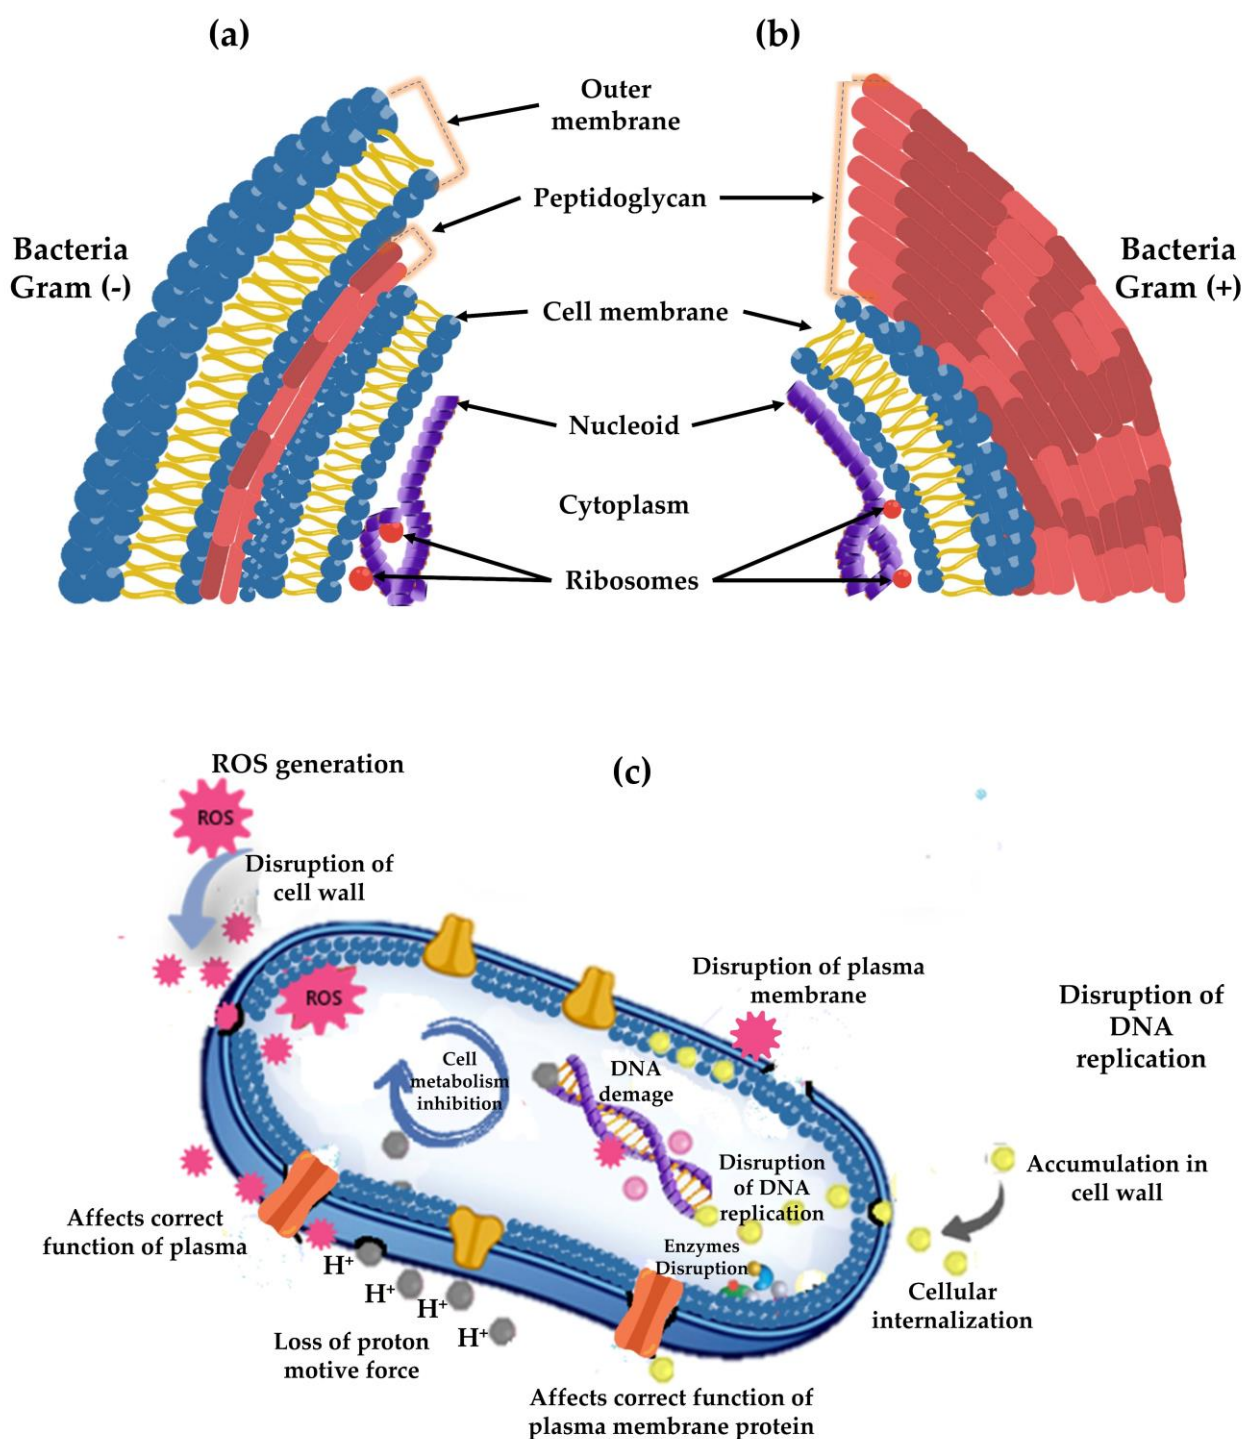 (a)
(b)
Outer
membrane
Peptidoglycan
Bacteria
Gram (-)
Bacteria
Gram (+)
Cell membrane
Nucleoid
Cytoplasm
Ribosomes
(c)
ROS generation
ROS
Disruption of
cell wall
ROS
Disruption of plasma
membrane
Disruption of
DNA
replication
Cell
metabolism
inhibition
DNA
demage
Disruption
of DNA
replication
Accumulation in
cell wall
Affects correct
function of plasma
Enzymes
Disruption
Cellular
internalization
H⁺
H⁺
H⁺
H⁺
Loss of proton
motive force
Affects correct function of
plasma membrane protein